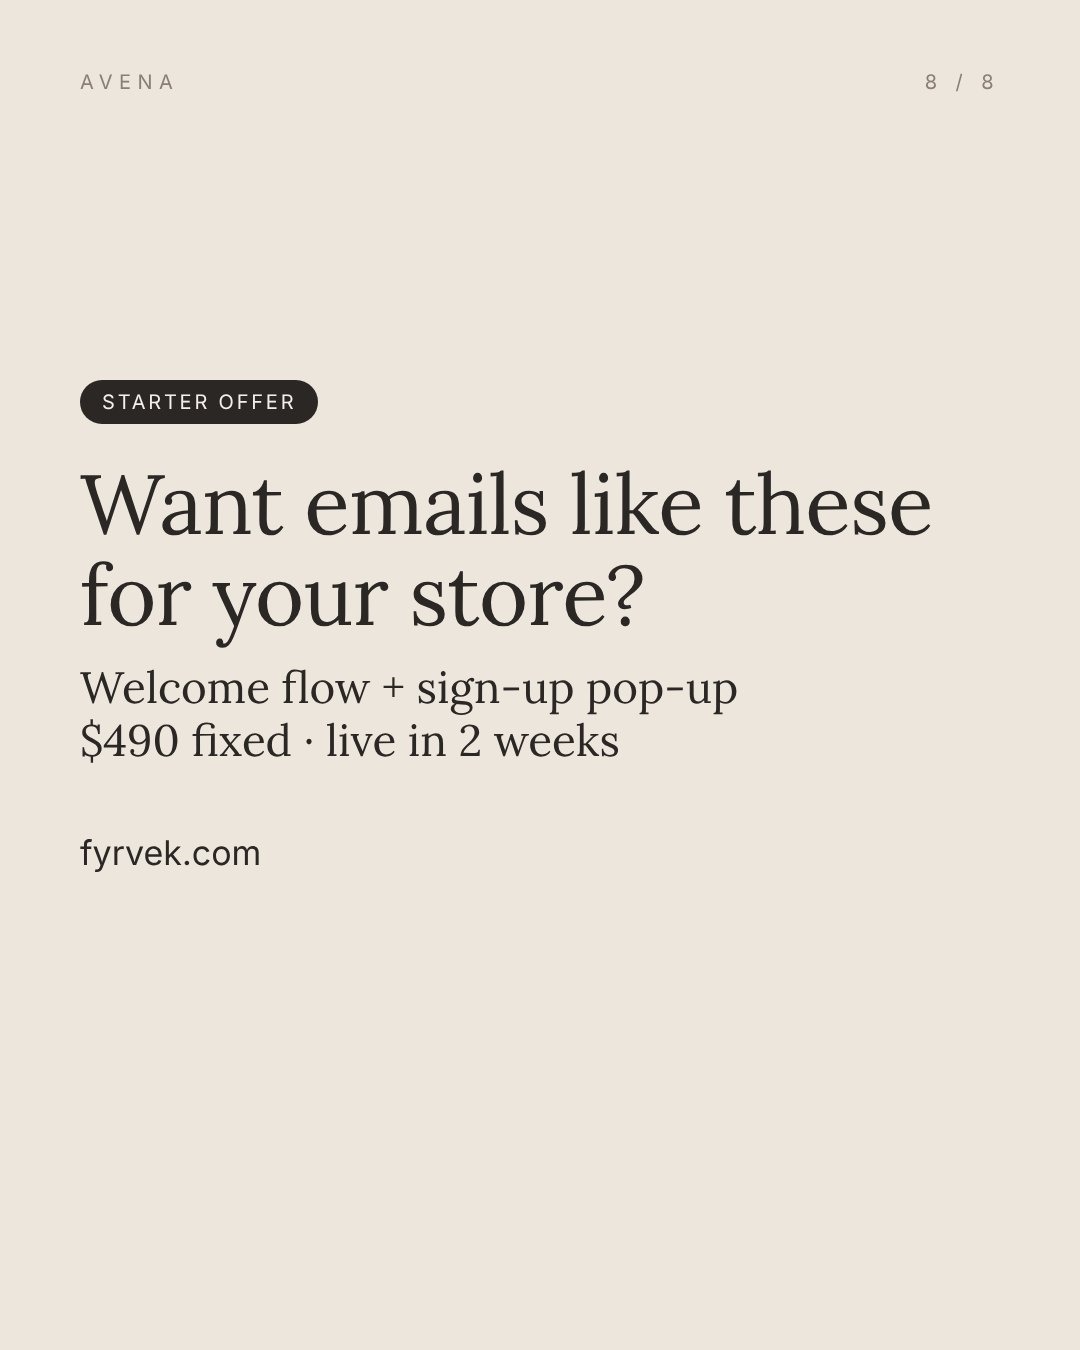 AVENA
8 / 8
STARTER OFFER
Want emails like these
for your store?
Welcome flow + sign-up pop-up
$490 fixed · live in 2 weeks
fyrvek.com